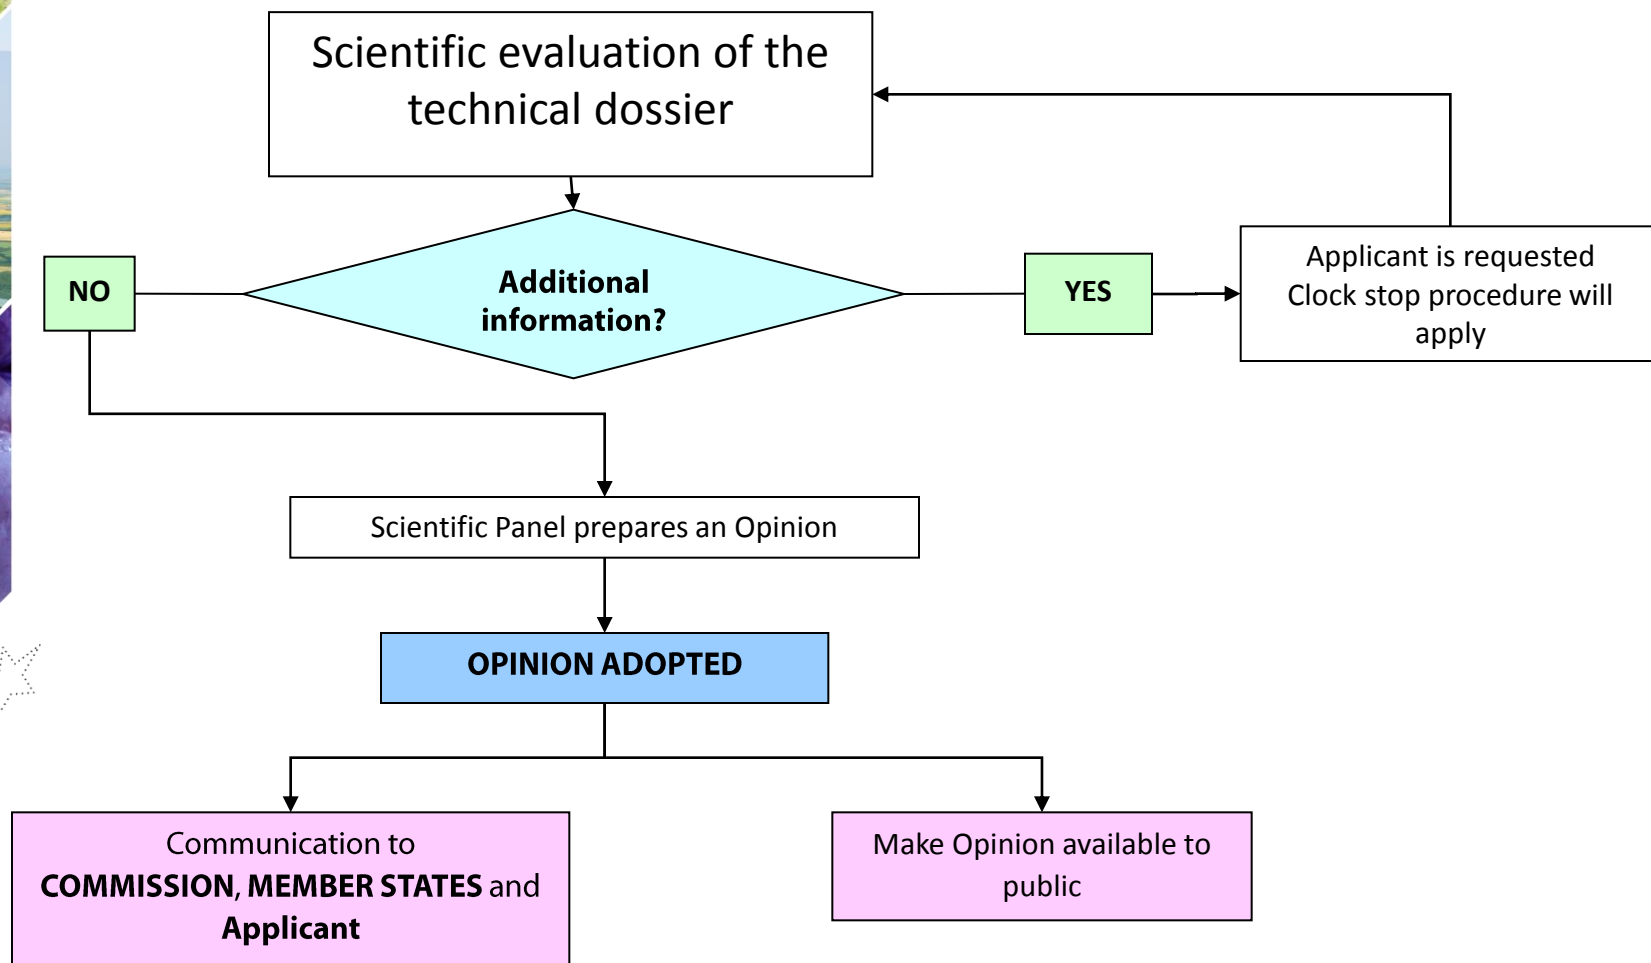 Scientific evaluation of the
technical dossier
NO
Additional
information?
YES
Applicant is requested
Clock stop procedure will
apply
Scientific Panel prepares an Opinion
OPINION ADOPTED
Communication to
COMMISSION, MEMBER STATES and
Applicant
Make Opinion available to
public